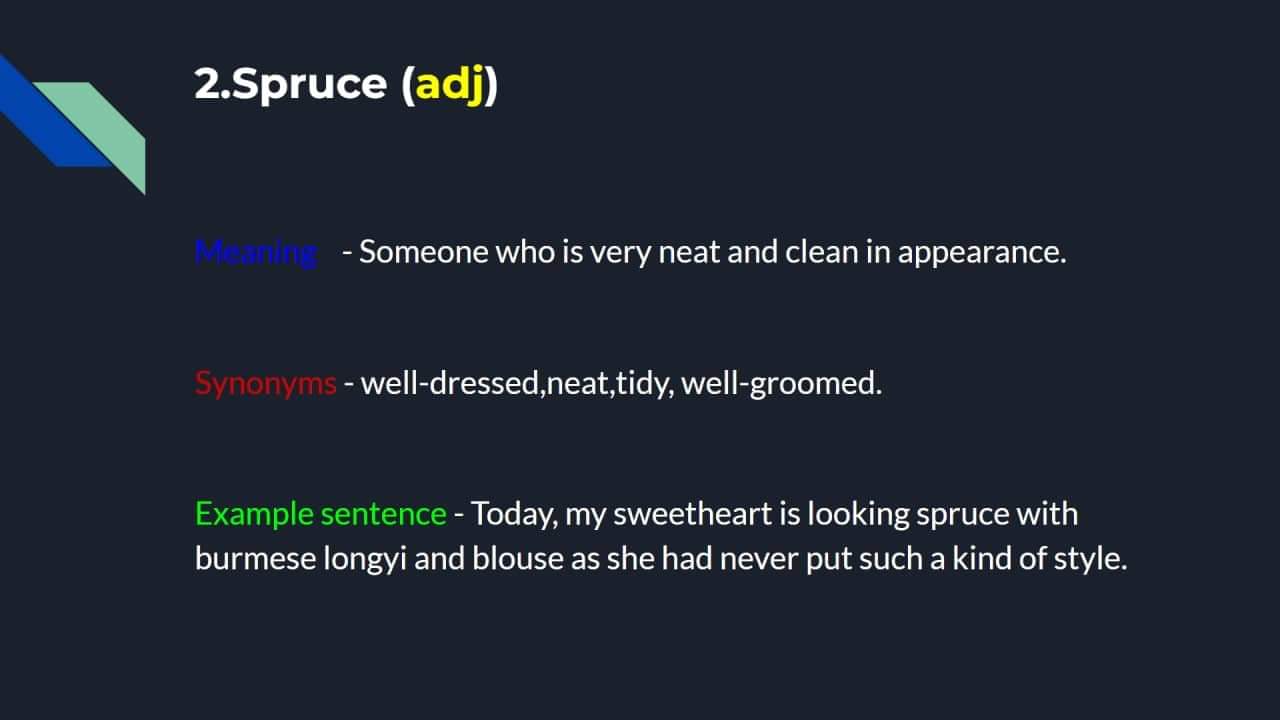 2.Spruce (adj)
Meaning - Someone who is very neat and clean in appearance.
Synonyms - well-dressed,neat,tidy, well-groomed.
Example sentence - Today, my sweetheart is looking spruce with
burmese longyi and blouse as she had never put such a kind of style.